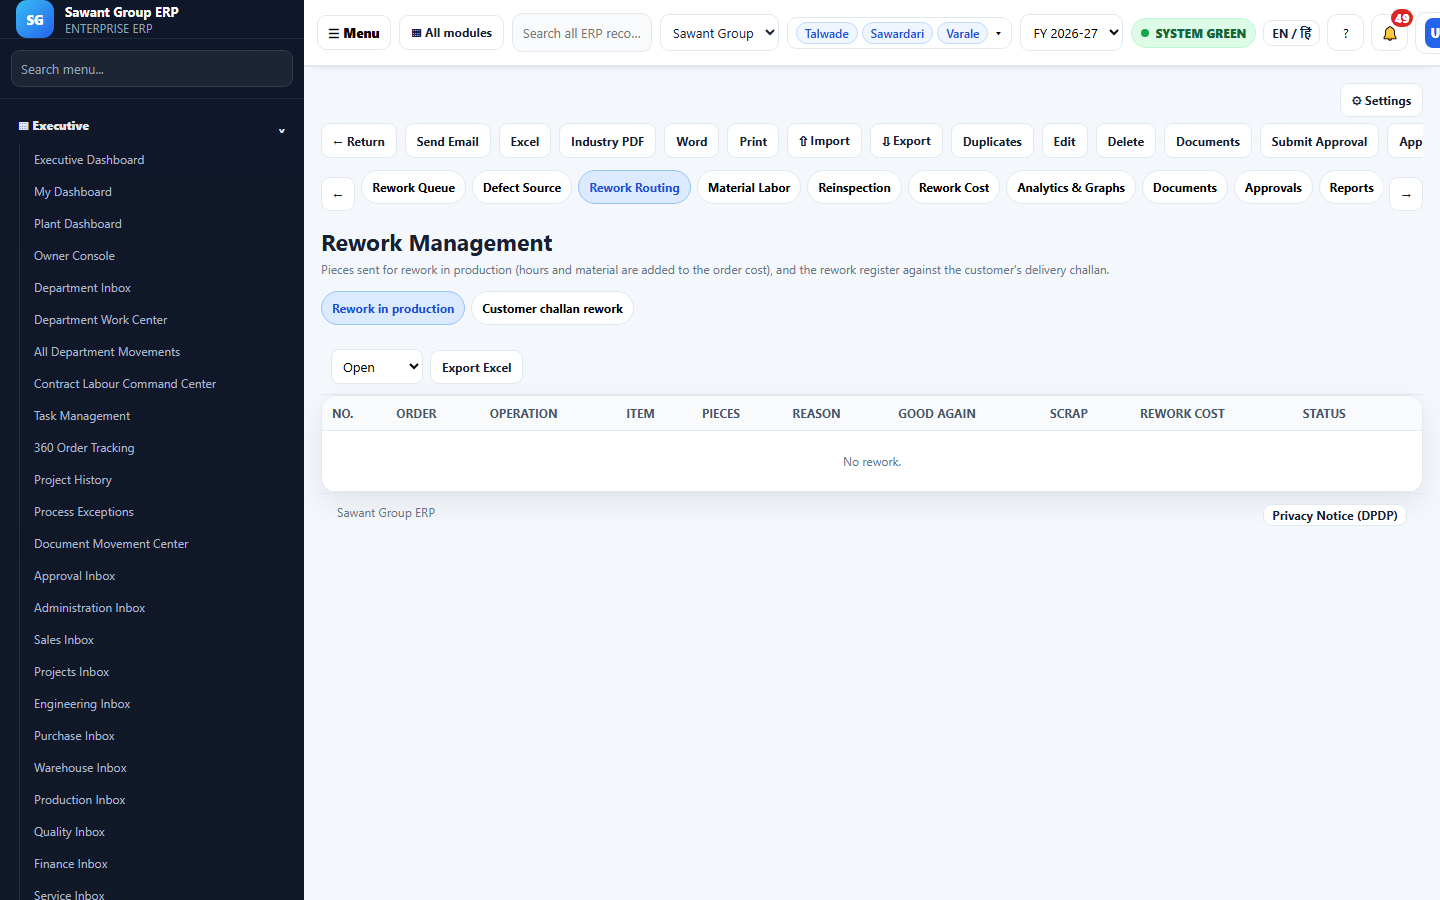 SG
Sawant Group ERP
ENTERPRISE ERP
Search menu...
Executive
Executive Dashboard
My Dashboard
Plant Dashboard
Owner Console
Department Inbox
Department Work Center
All Department Movements
Contract Labour Command Center
Task Management
360 Order Tracking
Project History
Process Exceptions
Document Movement Center
Approval Inbox
Administration Inbox
Sales Inbox
Projects Inbox
Engineering Inbox
Purchase Inbox
Warehouse Inbox
Production Inbox
Quality Inbox
Finance Inbox
Service Inbox
☰ Menu
All modules
Search all ERP reco...
Sawant Group
Talwade Sawardari Varale
FY 2026-27
SYSTEM GREEN
EN / हिं
?
49
U
⚙ Settings
← Return Send Email Excel Industry PDF Word Print ⇧ Import ⇩ Export Duplicates Edit Delete Documents Submit Approval App
← Rework Queue Defect Source Rework Routing Material Labor Reinspection Rework Cost Analytics & Graphs Documents Approvals Reports →
Rework Management
Pieces sent for rework in production (hours and material are added to the order cost), and the rework register against the customer's delivery challan.
Rework in production Customer challan rework
Open Export Excel
NO. ORDER OPERATION ITEM PIECES REASON GOOD AGAIN SCRAP REWORK COST STATUS
No rework.
Sawant Group ERP
Privacy Notice (DPDP)